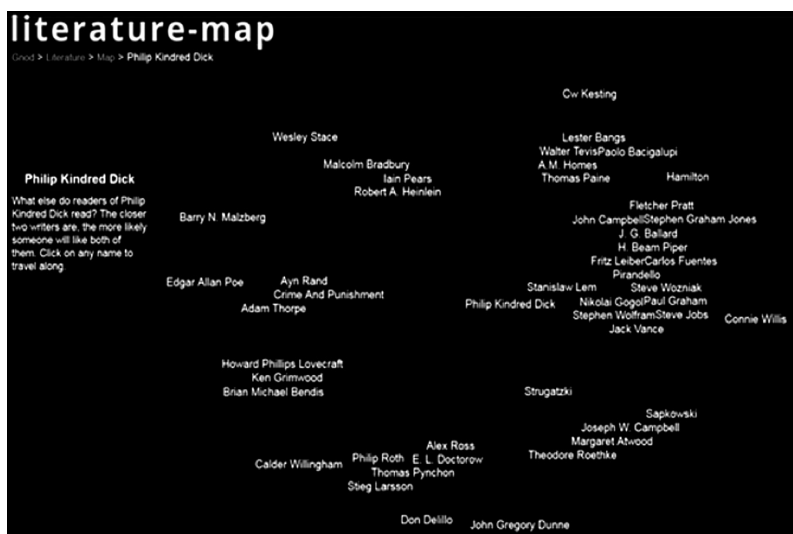 literature-map
Gnod > Literature > Map > Philip Kindred Dick
Cw Kesting
Wesley Stace
Lester Bangs
Walter TevisPaolo Bacigalupi
Malcolm Bradbury
A.M. Homes
Philip Kindred Dick
Iain Pears
Thomas Paine
Hamilton
Robert A. Heinlein
What else do readers of Philip
Kindred Dick read? The closer
two writers are, the more likely
someone will like both of
them. Click on any name to
travel along.
Fletcher Pratt
Barry N. Malzberg
John CampbellStephen Graham Jones
J. G. Ballard
H. Beam Piper
Fritz LeiberCarlos Fuentes
Pirandello
Edgar Allan Poe
Ayn Rand
Stanislaw Lem
Steve Wozniak
Crime And Punishment
Philip Kindred Dick
Nikolai GogolPaul Graham
Adam Thorpe
Stephen WolframSteve Jobs
Connie Willis
Jack Vance
Howard Phillips Lovecraft
Ken Grimwood
Brian Michael Bendis
Strugatzki
Sapkowski
Joseph W. Campbell
Alex Ross
Margaret Atwood
Calder Willingham
Philip Roth
E. L. Doctorow
Theodore Roethke
Thomas Pynchon
Stieg Larsson
Don Delillo
John Gregory Dunne